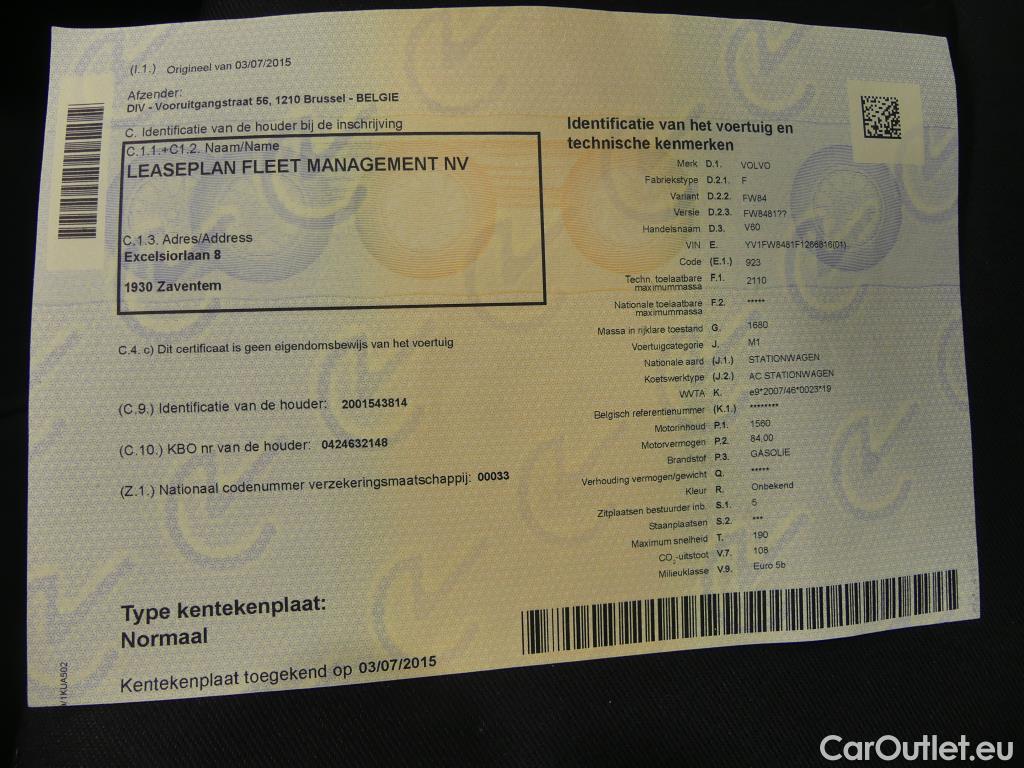 (I.1.) Origineel van 03/07/2015
Afzender:
DIV - Vooruitgangstraat 56, 1210 Brussel - BELGIE
C. Identificatie van de houder bij de inschrijving
C.1.1.+C1.2. Naam/Name
LEASEPLAN FLEET MANAGEMENT NV
C.1.3. Adres/Address
Excelsiorlaan 8
1930 Zaventem
C.4. c) Dit certificaat is geen eigendomsbewijs van het voertuig
(C.9.) Identificatie van de houder: 2001543814
(C.10.) KBO nr van de houder: 0424632148
(Z.1.) Nationaal codenummer verzekeringsmaatschappij: 00033
Type kentekenplaat:
Normaal
Kentekenplaat toegekend op 03/07/2015
Identificatie van het voertuig en
technische kenmerken
Merk D.1. VOLVO
Fabriekstype D.2.1. F
Variant D.2.2. FW84
Versie D.2.3. FW8481??
Handelsnaam D.3. V60
VIN E. YV1FW8481F1266816(01)
Code (E.1.) 923
Techn. toelaatbare
maximummassa F.1. 2110
Nationale toelaatbare
maximummassa F.2. *****
Massa in rijklare toestand G. 1680
Voertuigcategorie J. M1
Nationale aard (J.1.) STATIONWAGEN
Koetswerktype (J.2.) AC STATIONWAGEN
WVTA K. e9*2007/46*0023*19
Belgisch referentienummer (K.1.) ********
Motorinhoud P.1. 1560
Motorvermogen P.2. 84.00
Brandstof P.3. GASOLIE
Verhouding vermogen/gewicht Q. *****
Kleur R. Onbekend
Zitplaatsen bestuurder inb. S.1. 5
Staanplaatsen S.2. ***
Maximum snelheid T. 190
CO2-uitstoot V.7. 108
Milieuklasse V.9. Euro 5b
V1KUA502
CarOutlet.eu